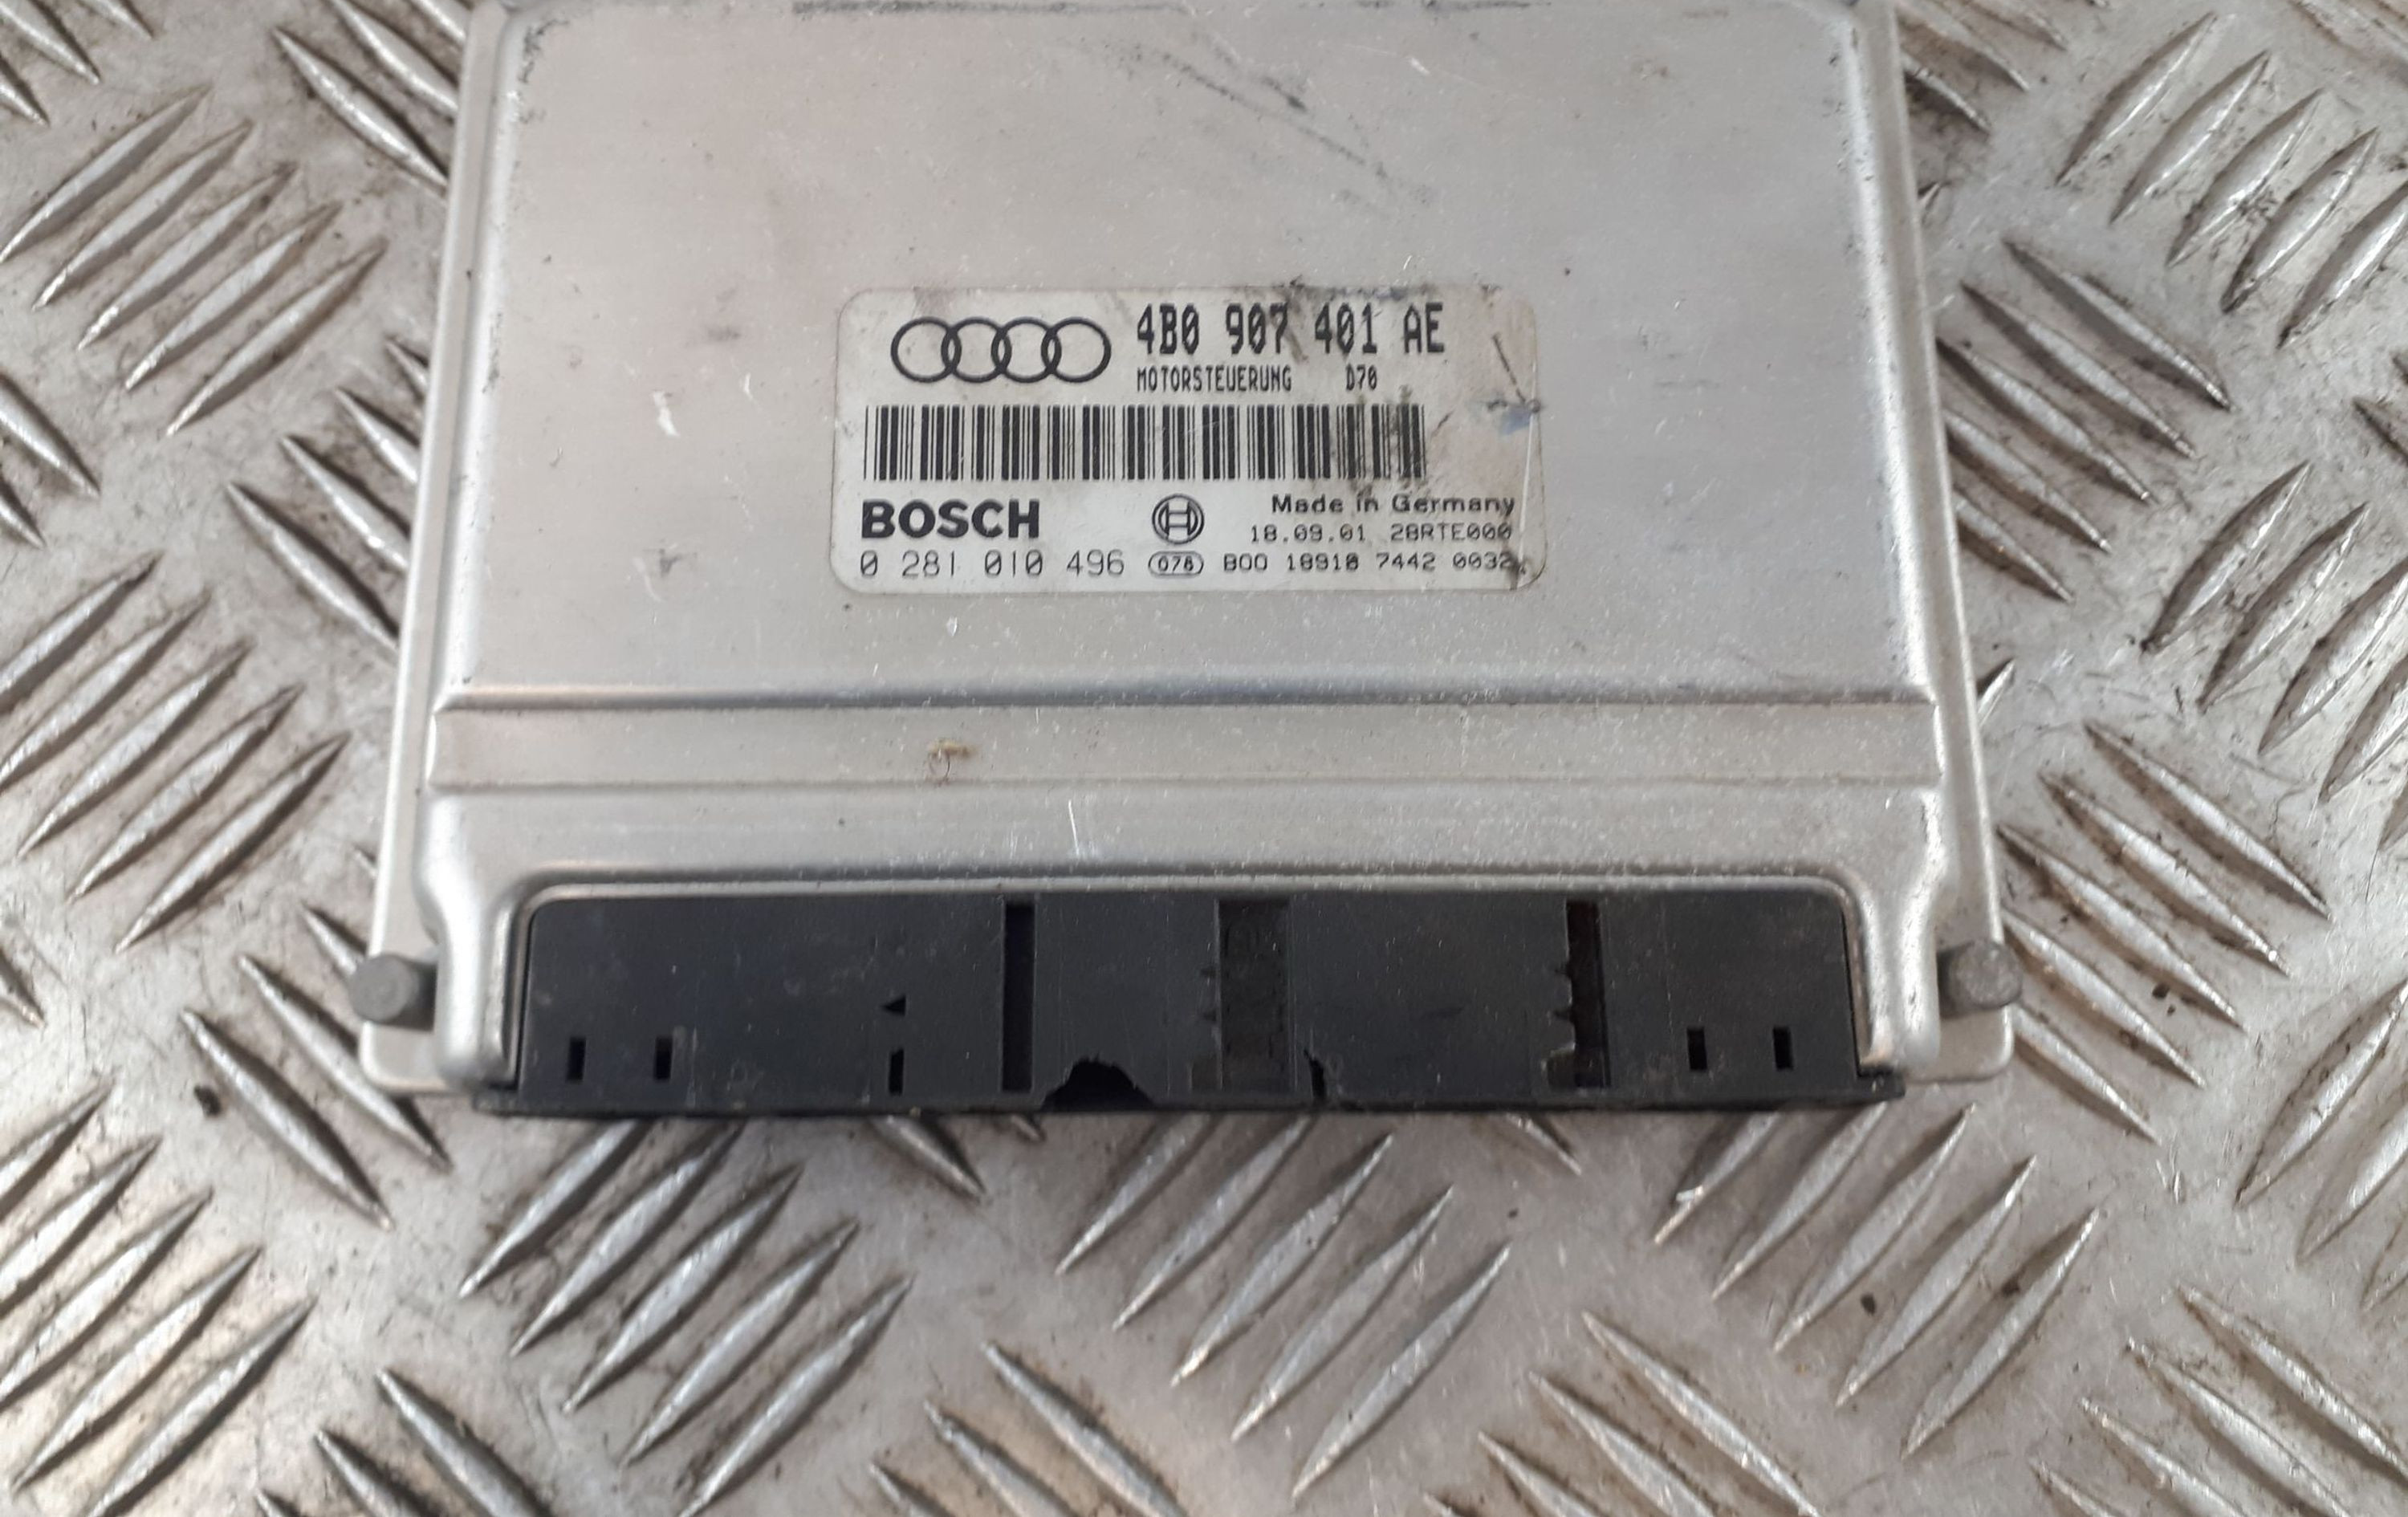 4B0 907 401 AE
MOTORSTEUERUNG D70
BOSCH
Made in Germany
18.09.01 28RTE000
0 281 010 496 078 B00 18918 7442 0032